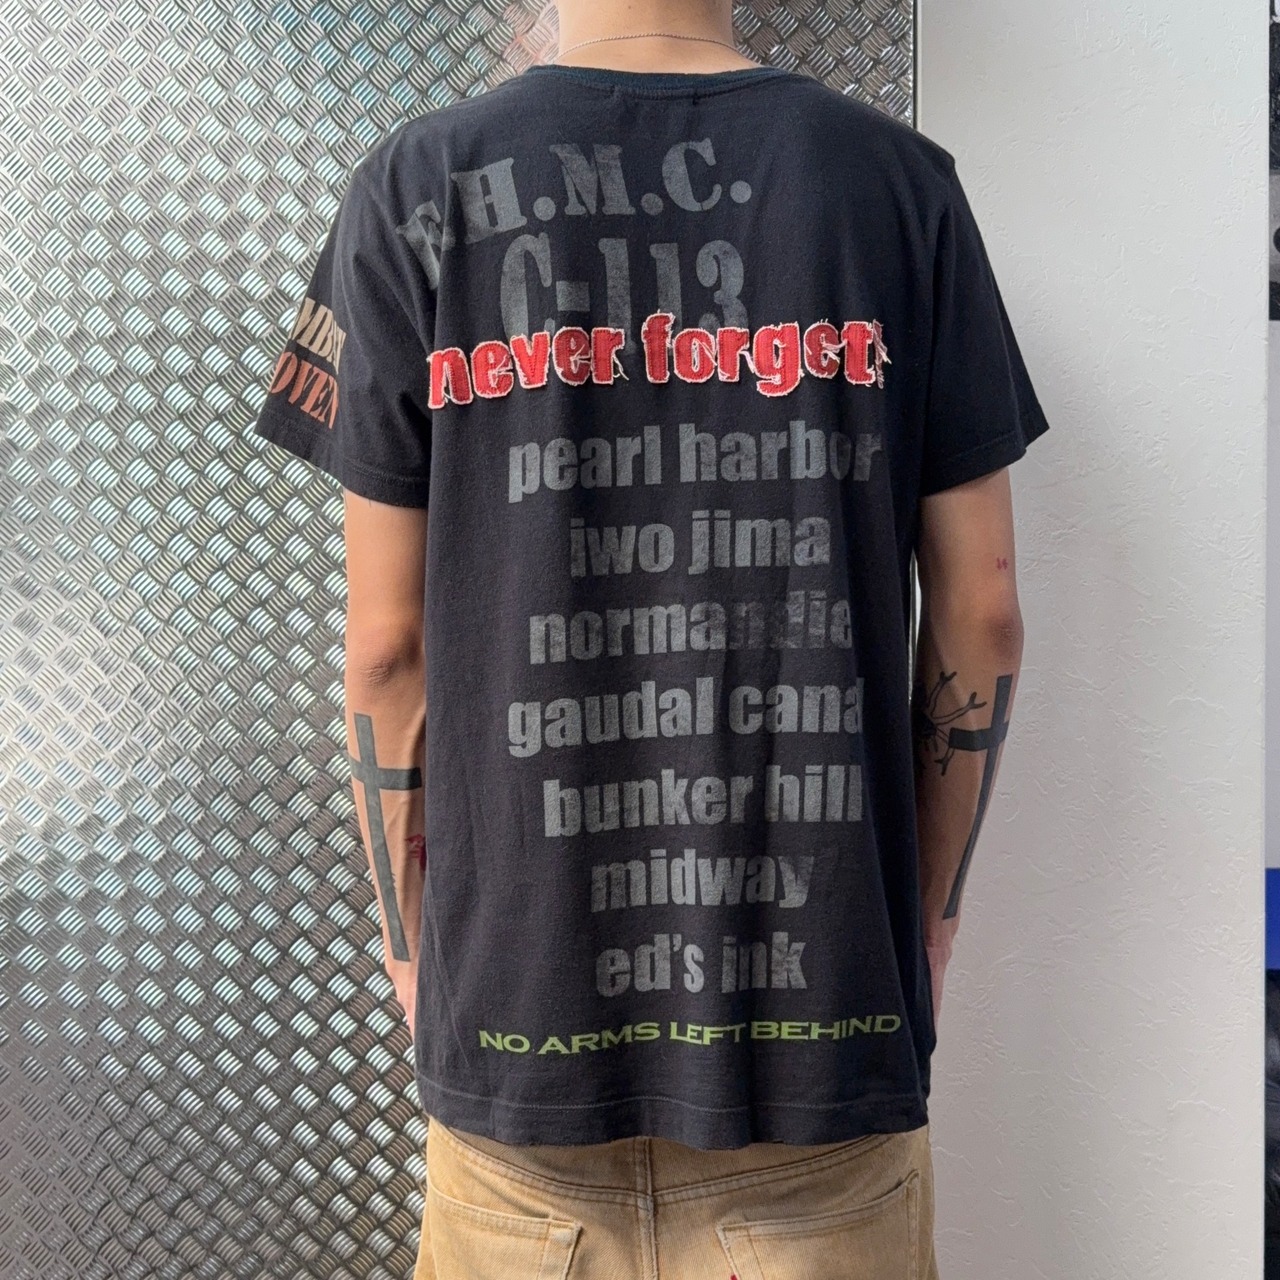 F.H.M.C.
C-113
never forget!
pearl harbor
iwo jima
normandie
gaudal canal
bunker hill
midway
ed's ink
NO ARMS LEFT BEHIND